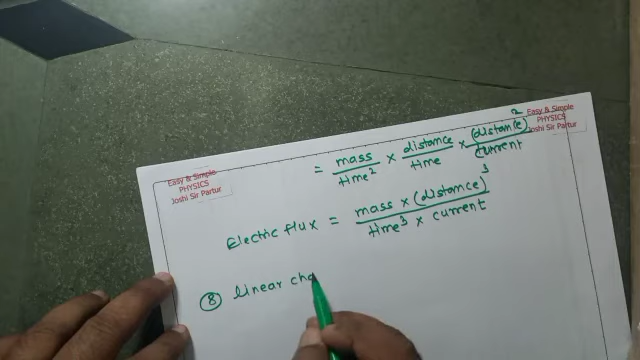 Easy & Simple
PHYSICS
Joshi Sir Partur
Easy & Simple
PHYSICS
Joshi Sir Partur
= mass / time² × distance / time × (distance)² / current
Electric flux = mass × (distance)³ / time³ × current
⑧ linear cha